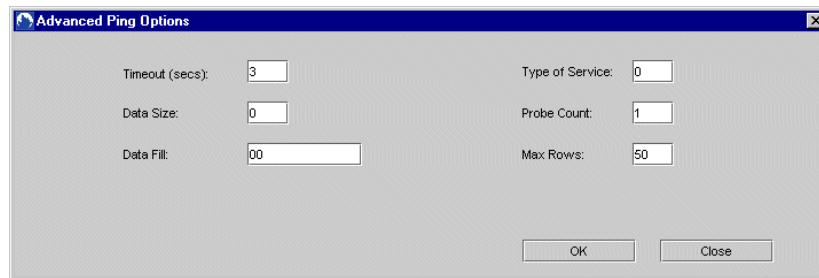 Advanced Ping Options
Timeout (secs): 3 Type of Service: 0
Data Size: 0 Probe Count: 1
Data Fill: 00 Max Rows: 50
OK Close